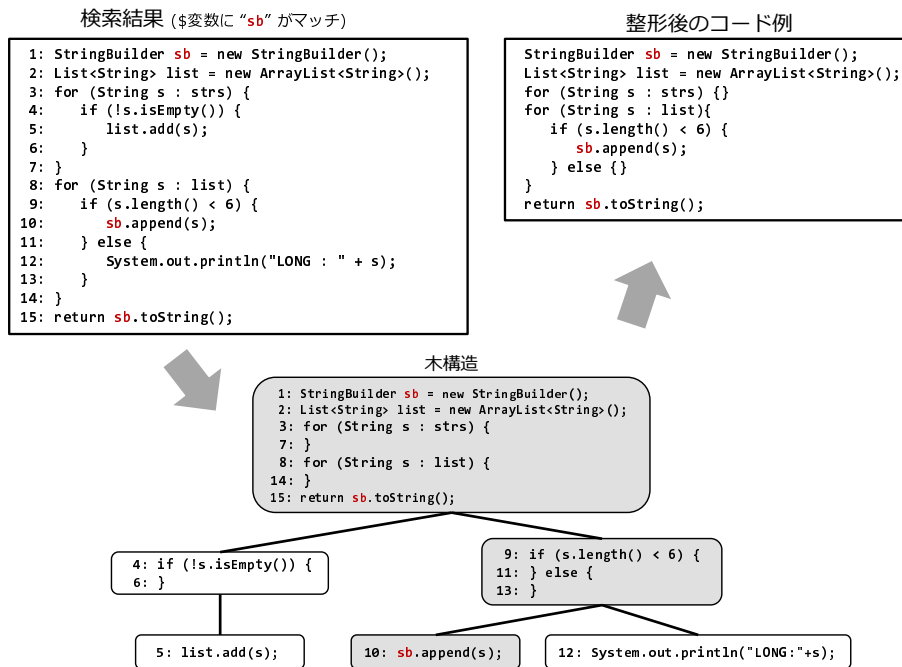 検索結果 ($変数に “sb” がマッチ)
1: StringBuilder sb = new StringBuilder();
2: List<String> list = new ArrayList<String>();
3: for (String s : strs) {
4: if (!s.isEmpty()) {
5: list.add(s);
6: }
7: }
8: for (String s : list) {
9: if (s.length() < 6) {
10: sb.append(s);
11: } else {
12: System.out.println("LONG : " + s);
13: }
14: }
15: return sb.toString();
整形後のコード例
StringBuilder sb = new StringBuilder();
List<String> list = new ArrayList<String>();
for (String s : strs) {}
for (String s : list){
if (s.length() < 6) {
sb.append(s);
} else {}
}
return sb.toString();
木構造
1: StringBuilder sb = new StringBuilder();
2: List<String> list = new ArrayList<String>();
3: for (String s : strs) {
7: }
8: for (String s : list) {
14: }
15: return sb.toString();
4: if (!s.isEmpty()) {
6: }
9: if (s.length() < 6) {
11: } else {
13: }
5: list.add(s);
10: sb.append(s);
12: System.out.println("LONG:"+s);